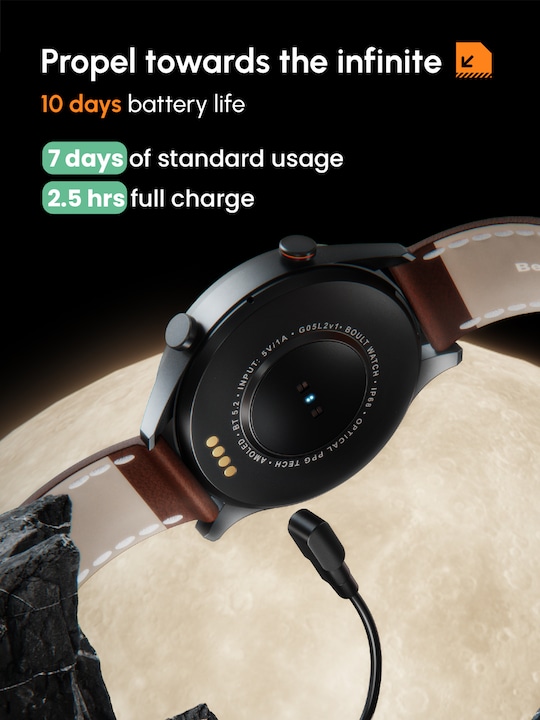 Propel towards the infinite
10 days battery life
7 days of standard usage
2.5 hrs full charge
G05L2v1 • BOULT WATCH • IP68 • OPTICAL PPG TECH • AMOLED • BT 5.2 • INPUT: 5V/1A •